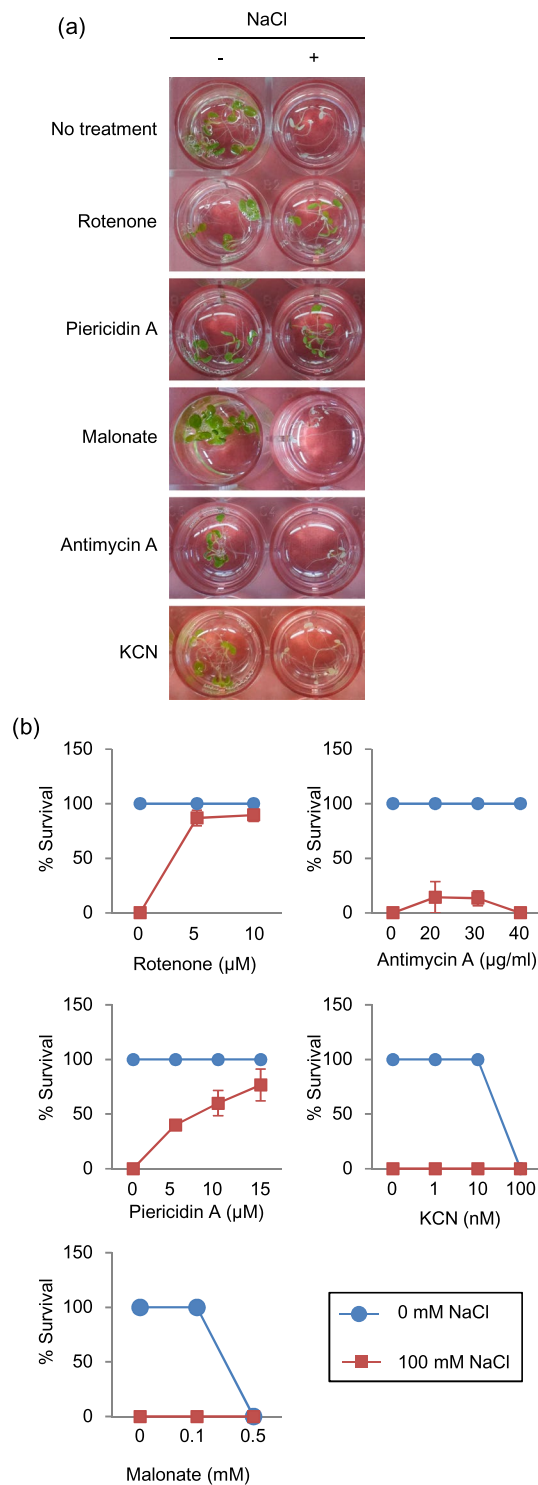 (a)
NaCl
- +
No treatment
Rotenone
Piericidin A
Malonate
Antimycin A
KCN
(b)
150
100
50
0
% Survival
0 5 10
Rotenone (µM)
150
100
50
0
% Survival
0 20 30 40
Antimycin A (µg/ml)
150
100
50
0
% Survival
0 5 10 15
Piericidin A (µM)
150
100
50
0
% Survival
0 1 10 100
KCN (nM)
150
100
50
0
% Survival
0 0.1 0.5
Malonate (mM)
0 mM NaCl
100 mM NaCl